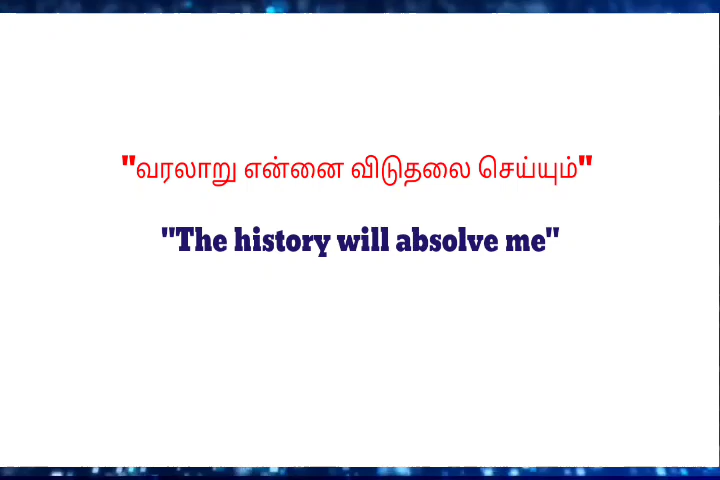 "வரலாறு என்னை விடுதலை செய்யும்"
"The history will absolve me"